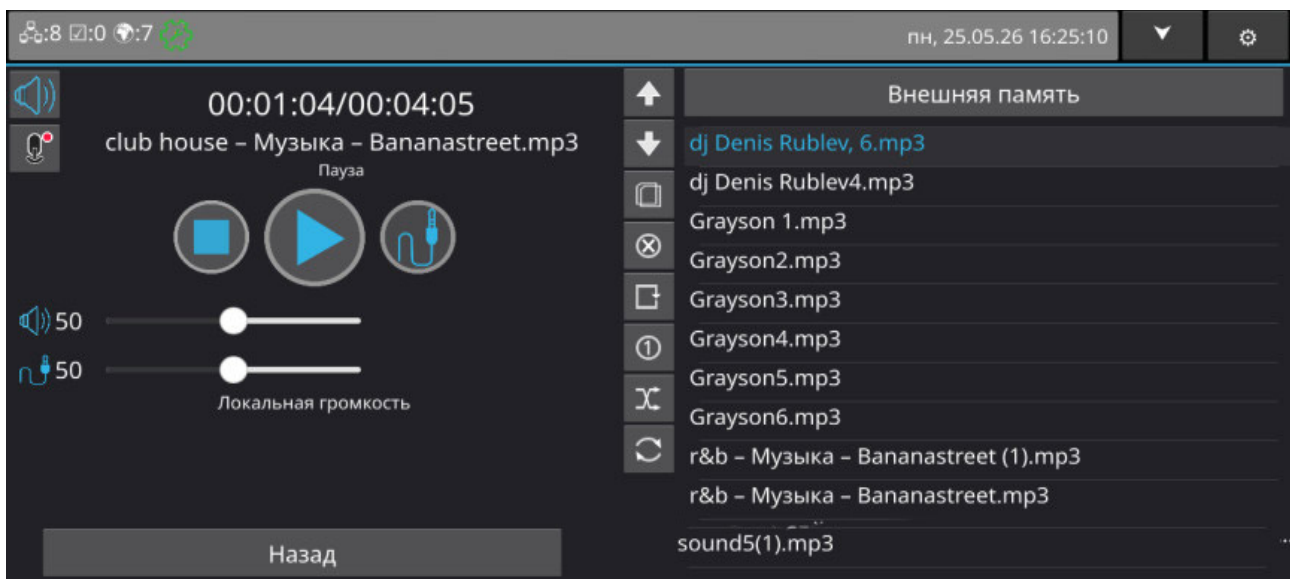 :8 ☑:0 :7
пн, 25.05.26 16:25:10
00:01:04/00:04:05
club house – Музыка – Bananastreet.mp3
Пауза
50
50
Локальная громкость
Назад
1
Внешняя память
dj Denis Rublev, 6.mp3
dj Denis Rublev4.mp3
Grayson 1.mp3
Grayson2.mp3
Grayson3.mp3
Grayson4.mp3
Grayson5.mp3
Grayson6.mp3
r&b – Музыка – Bananastreet (1).mp3
r&b – Музыка – Bananastreet.mp3
sound5(1).mp3